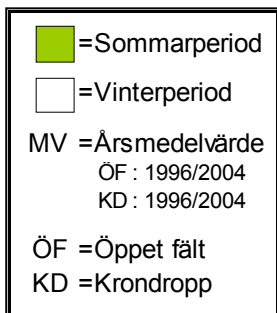 =Sommarperiod
=Vinterperiod
MV =Årsmedelvärde
ÖF : 1996/2004
KD : 1996/2004
ÖF =Öppet fält
KD =Krondropp